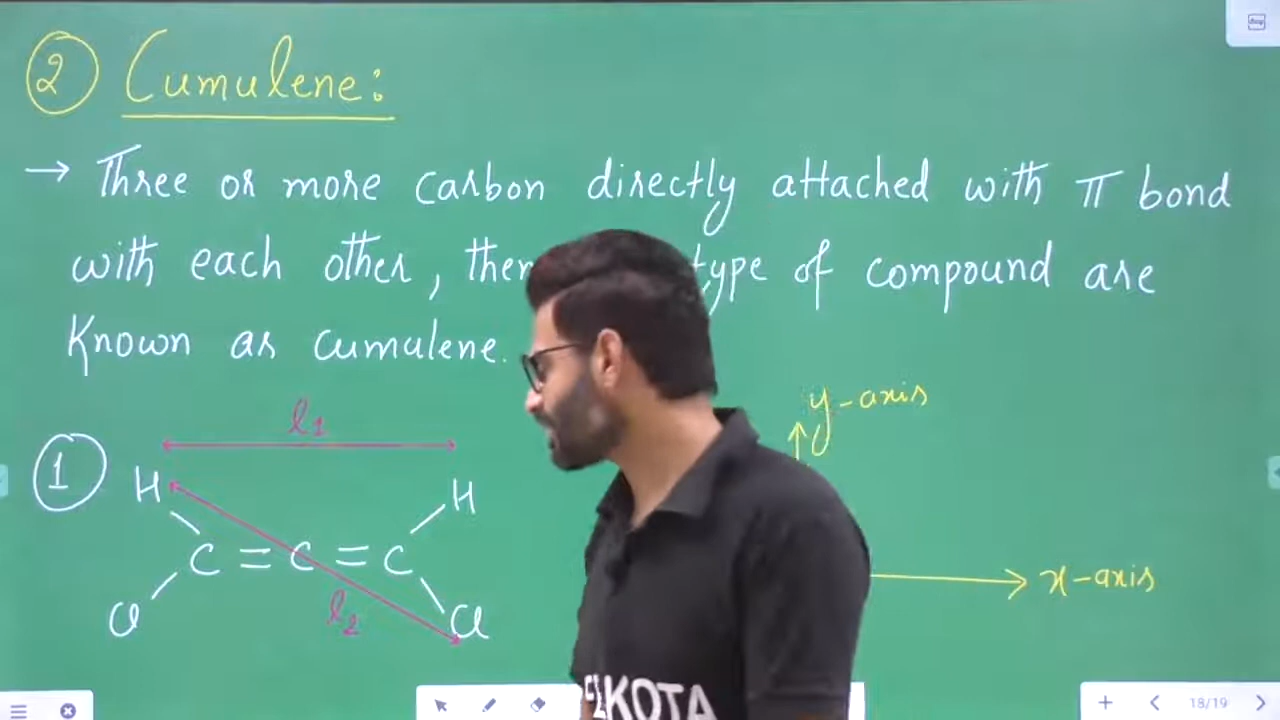 2 Cumulene:
→ Three or more carbon directly attached with π bond
with each other, then type of compound are
Known as cumulene.
y-axis
l1
1
H H
C = C = C
x-axis
l2
Cl Cl
KOTA
18/19